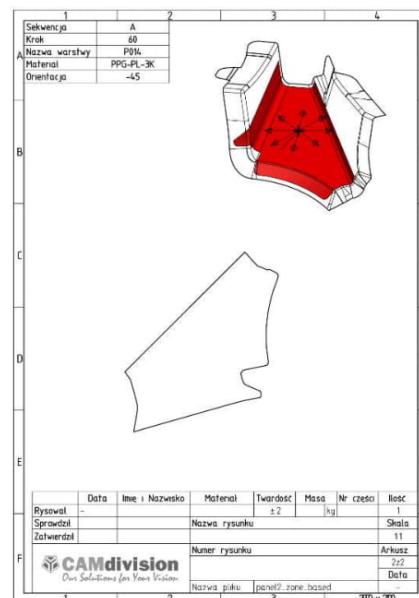 1 2 3 4
Sekwencja A
Krok 60
Nazwa warstwy P014
Materiał PPG-PL-3K
Orientacja -45
A
B
C
D
E
F
Data Imię i Nazwisko Materiał Twardość Masa Nr części Ilość
Rysował - ±2 kg 1
Sprawdził Nazwa rysunku Skala
Zatwierdził 1:1
Numer rysunku Arkusz
2z2
CAMdivision
Our Solutions for Your Vision
Data
Nazwa pliku panel2_zone_based -
1 2 3